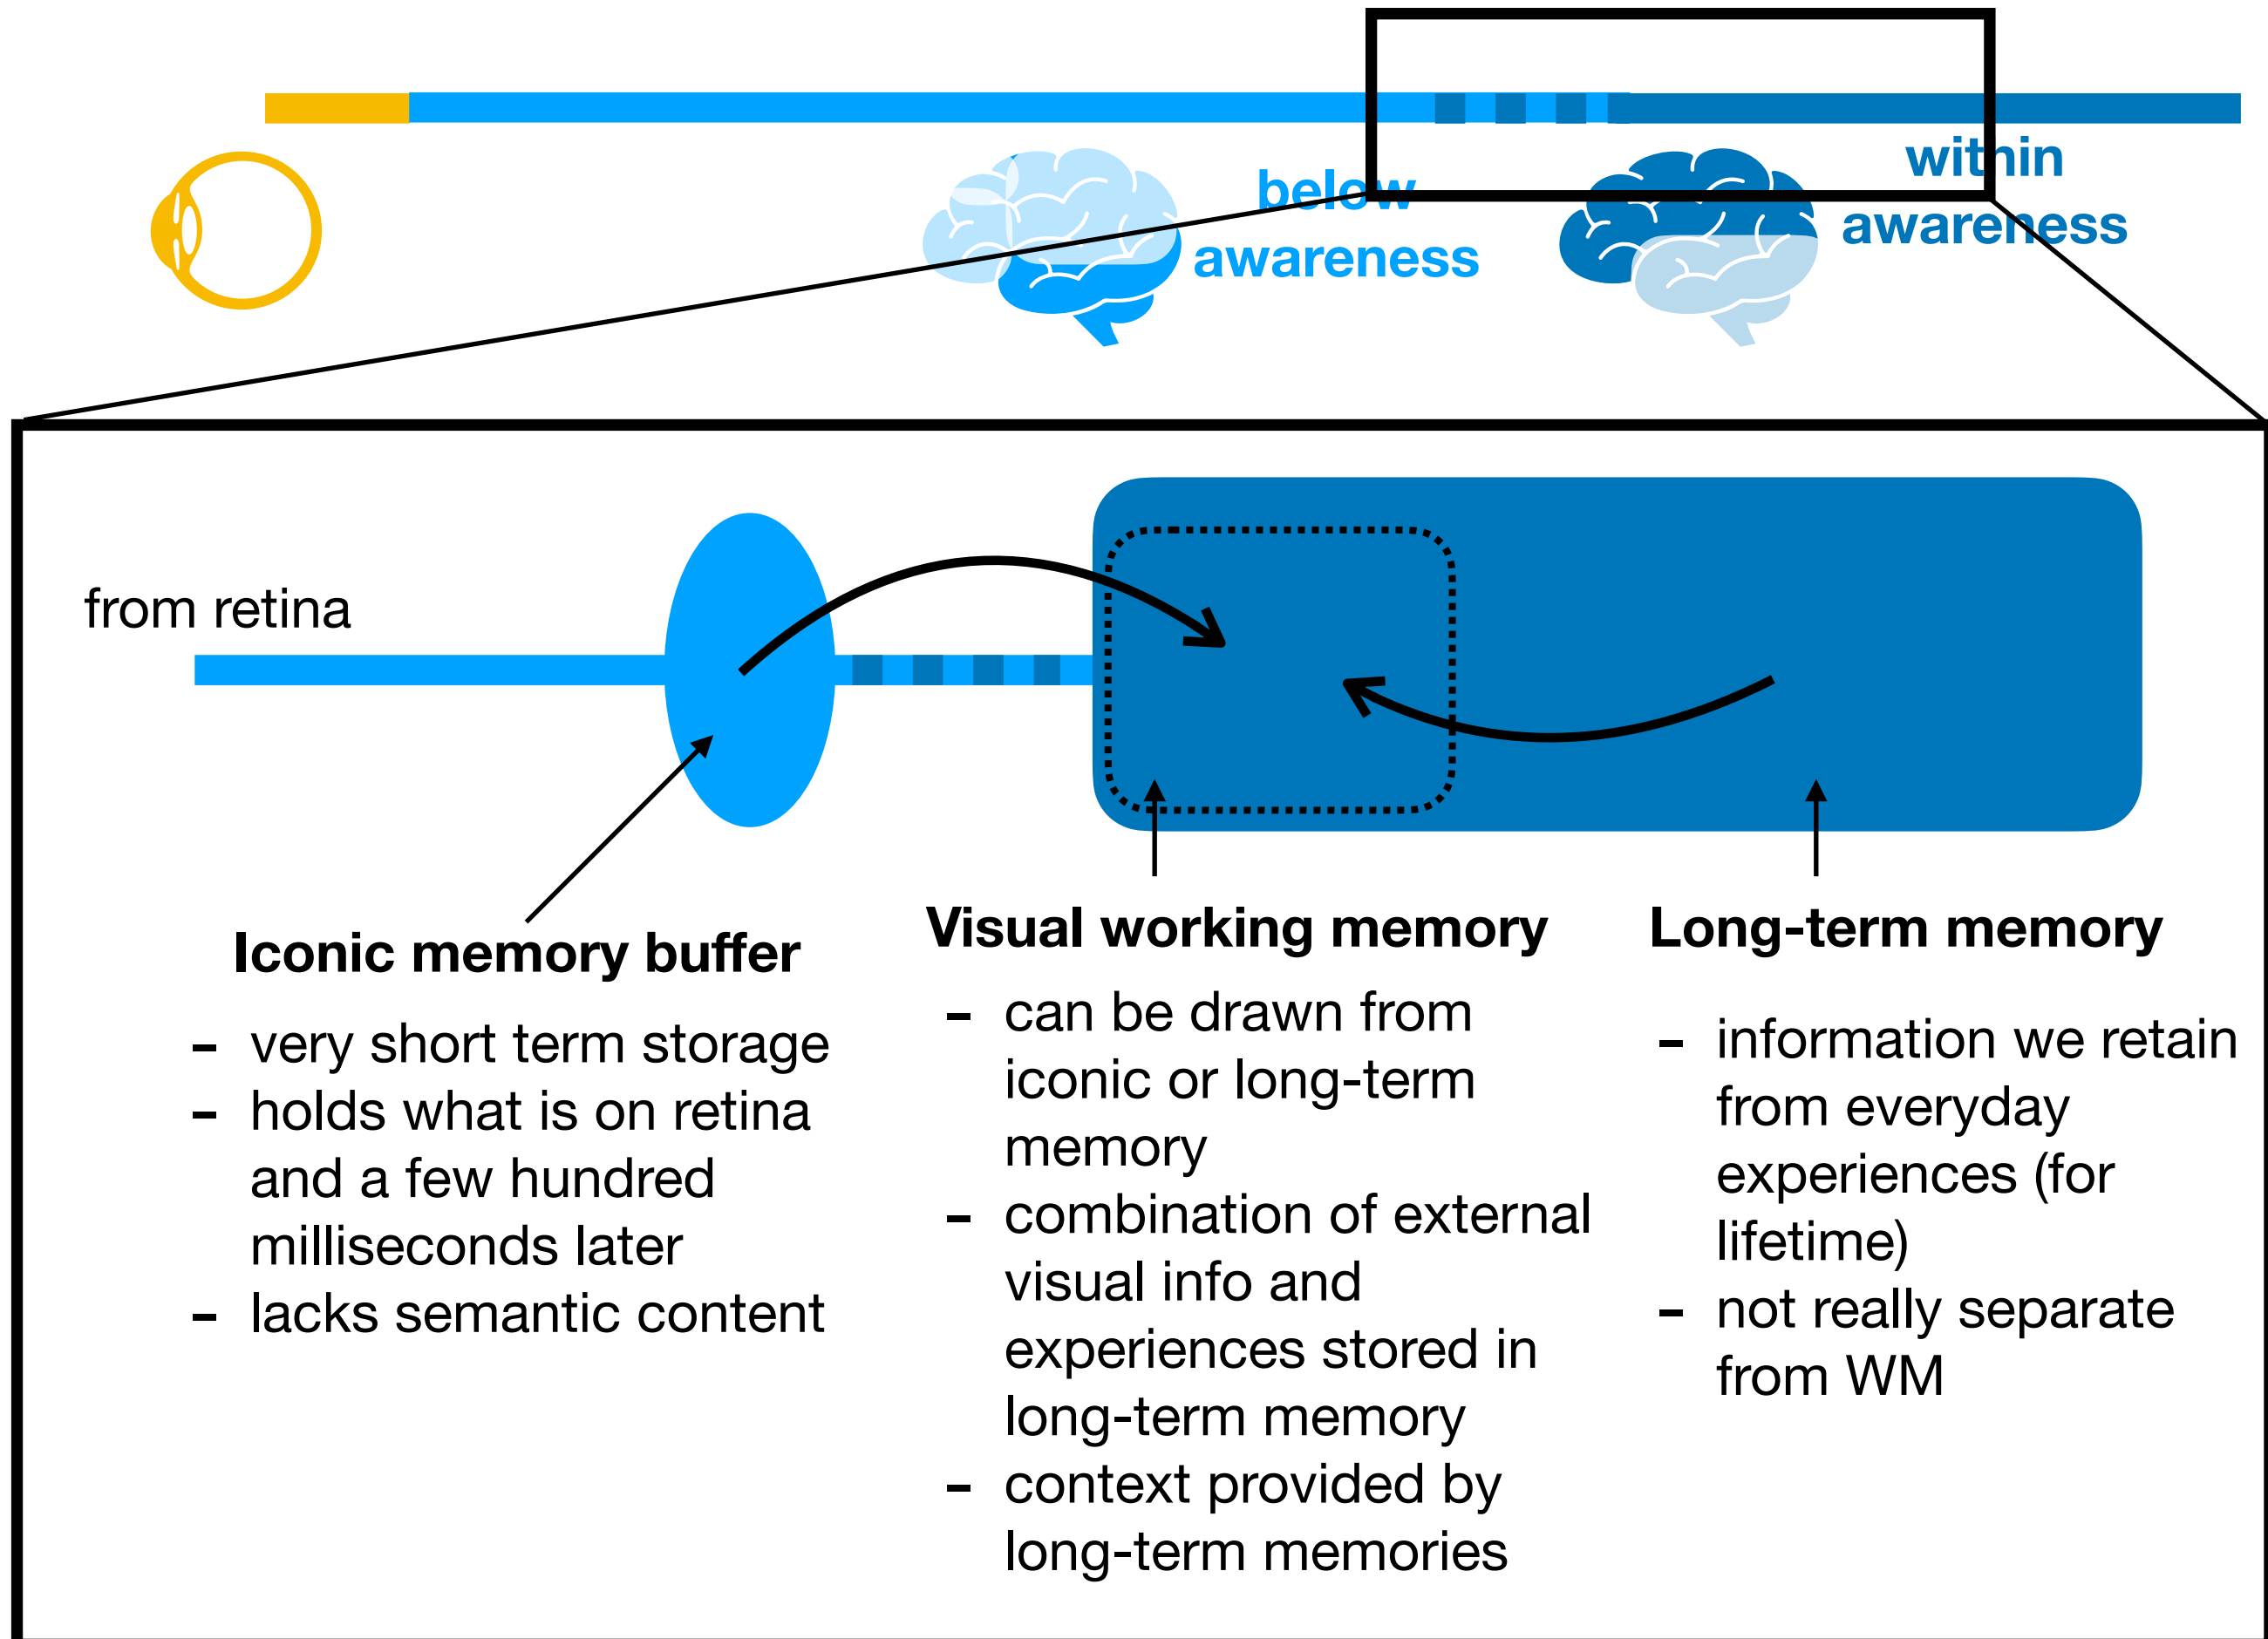 below
awareness
within
awareness
from retina
Iconic memory buffer
- very short term storage
- holds what is on retina
and a few hundred
milliseconds later
- lacks semantic content
Visual working memory
- can be drawn from
iconic or long-term
memory
- combination of external
visual info and
experiences stored in
long-term memory
- context provided by
long-term memories
Long-term memory
- information we retain
from everyday
experiences (for
lifetime)
- not really separate
from WM